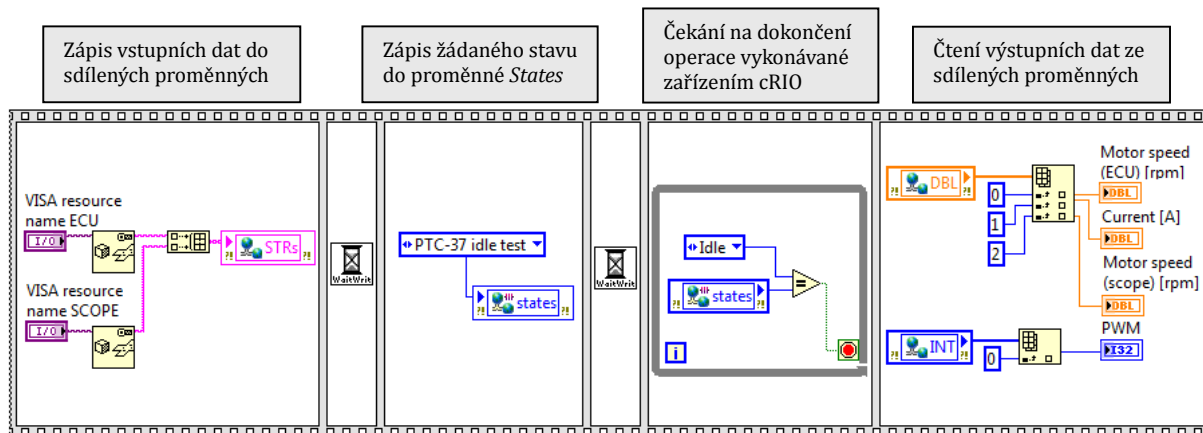 Zápis vstupních dat do
sdílených proměnných
Zápis žádaného stavu
do proměnné States
Čekání na dokončení
operace vykonávané
zařízením cRIO
Čtení výstupních dat ze
sdílených proměnných
VISA resource
name ECU
I/O
STRs
VISA resource
name SCOPE
I/O
WaitWrit
PTC-37 idle test
states
WaitWrit
Idle
states
=
i
DBL
0
1
2
Motor speed
(ECU) [rpm]
DBL
Current [A]
DBL
Motor speed
(scope) [rpm]
DBL
INT
0
PWM
I32